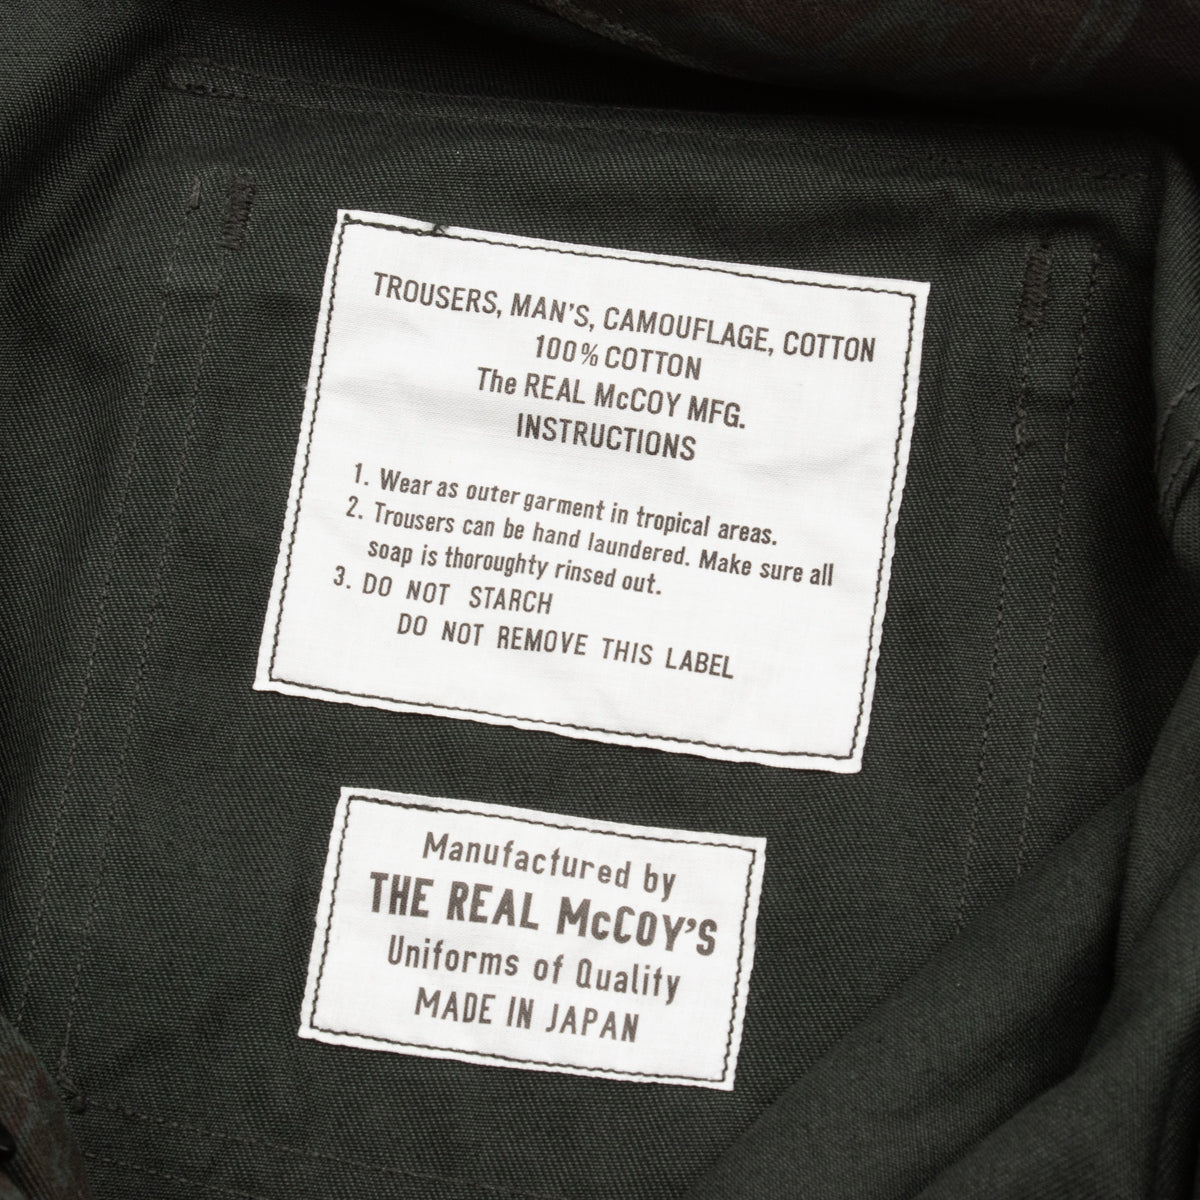 TROUSERS, MAN'S, CAMOUFLAGE, COTTON
100% COTTON
The REAL McCOY MFG.
INSTRUCTIONS
1. Wear as outer garment in tropical areas.
2. Trousers can be hand laundered. Make sure all
soap is thoroughty rinsed out.
3. DO NOT STARCH
DO NOT REMOVE THIS LABEL
Manufactured by
THE REAL McCOY'S
Uniforms of Quality
MADE IN JAPAN